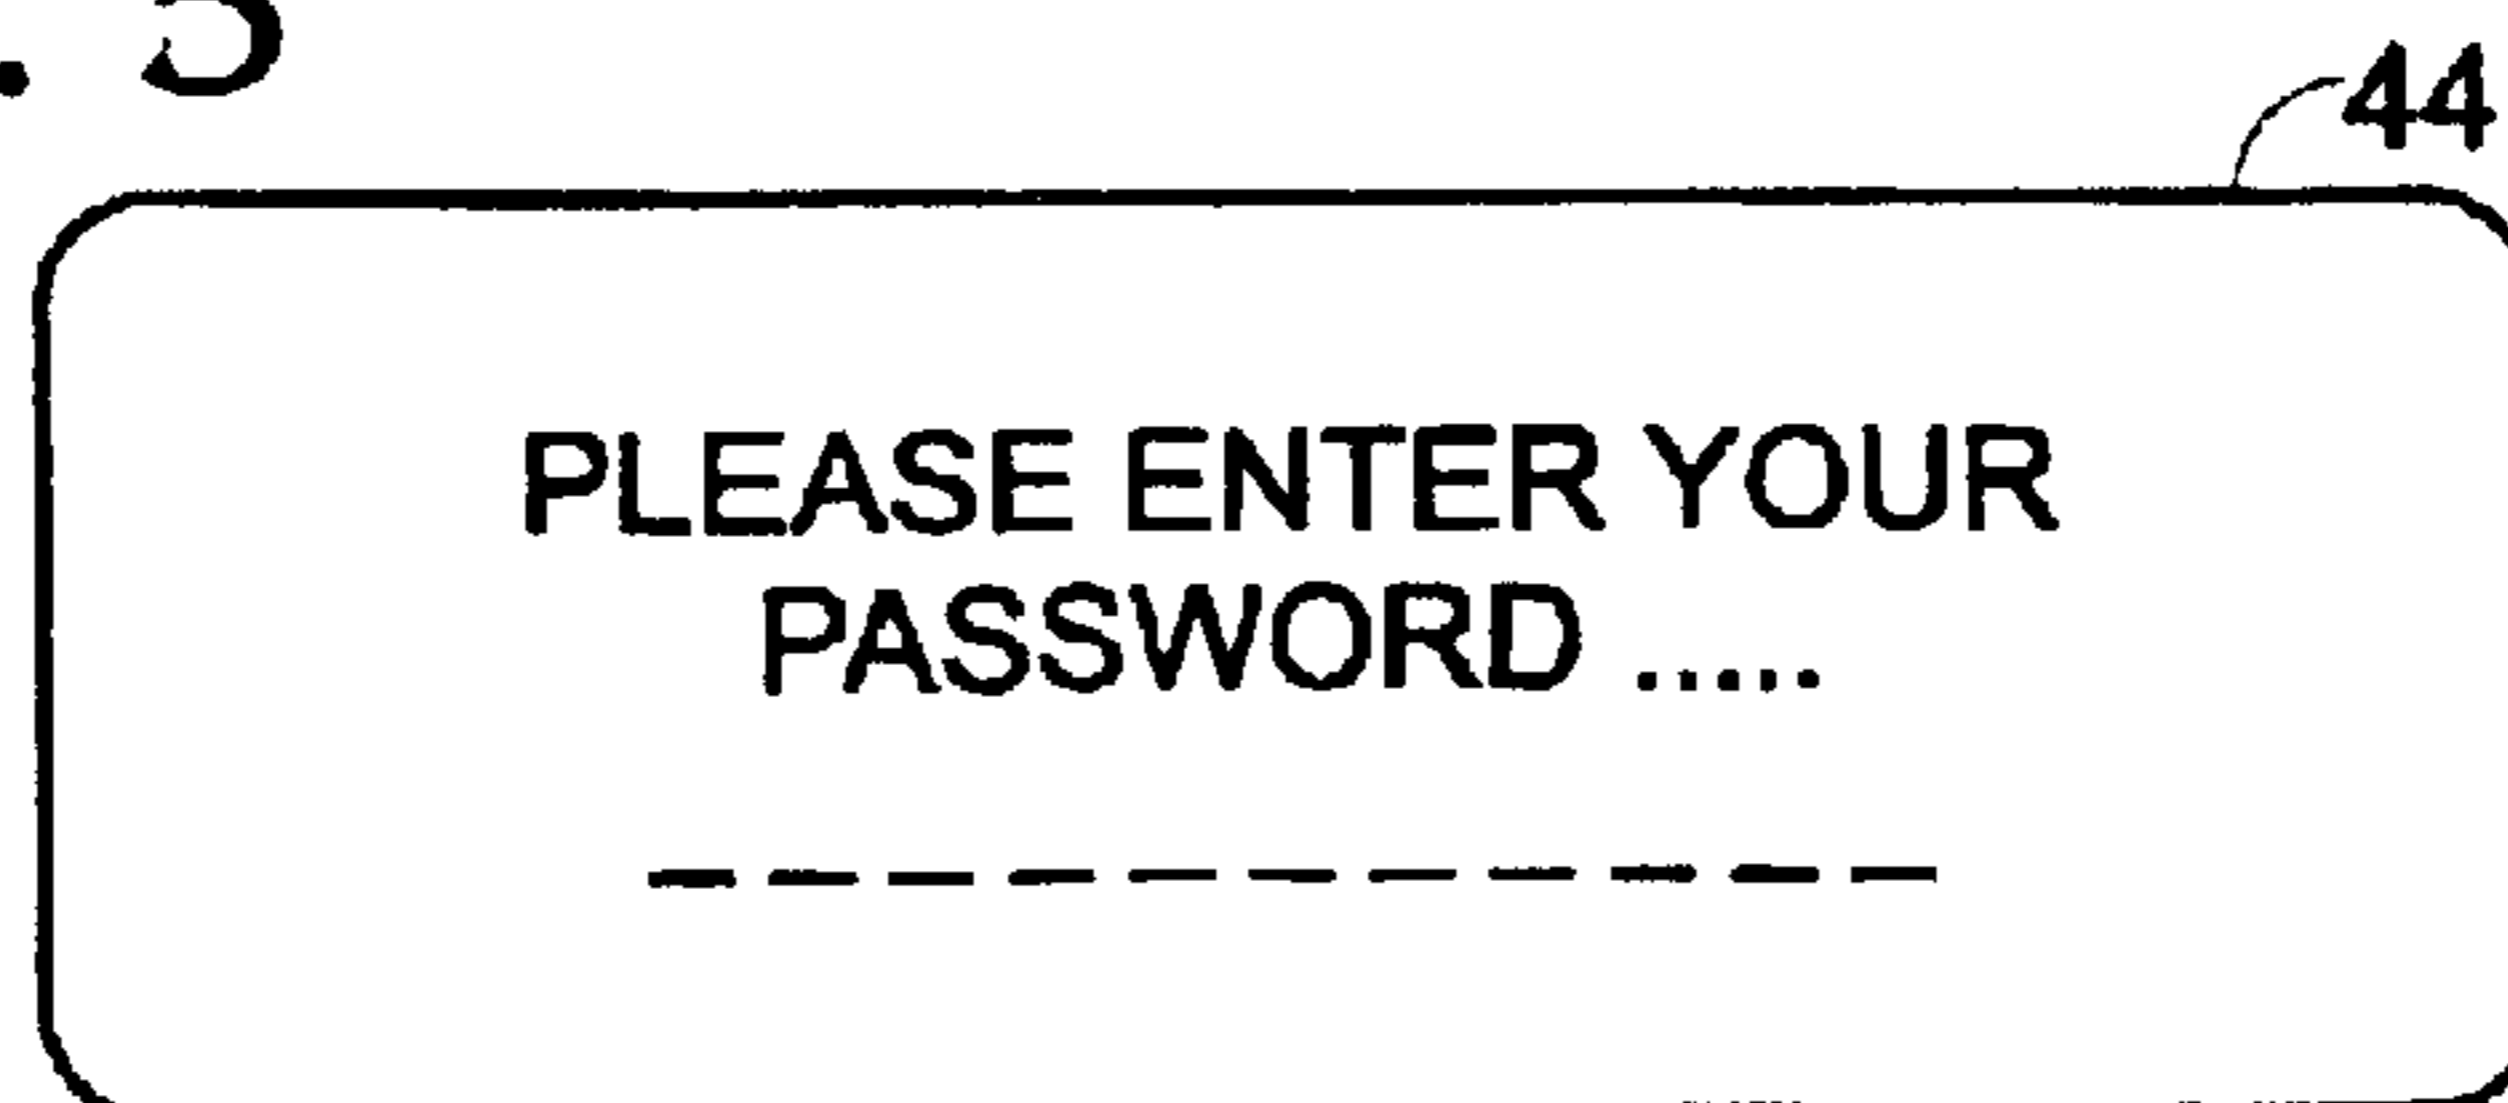 44
PLEASE ENTER YOUR
PASSWORD .....
_ _ _ _ _ _ _ _ _ _ _